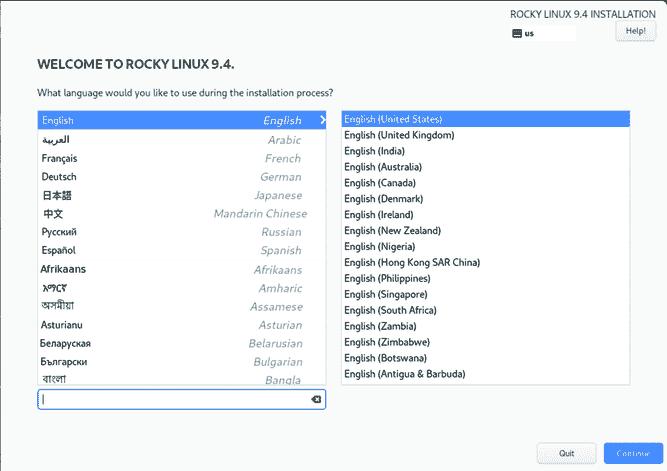 ROCKY LINUX 9.4 INSTALLATION
us
Help!
WELCOME TO ROCKY LINUX 9.4.
What language would you like to use during the installation process?
English English
العربية Arabic
Français French
Deutsch German
日本語 Japanese
中文 Mandarin Chinese
Русский Russian
Español Spanish
Afrikaans Afrikaans
አማርኛ Amharic
অসমীয়া Assamese
Asturianu Asturian
Беларуская Belarusian
Български Bulgarian
বাংলা Bangla
English (United States)
English (United Kingdom)
English (India)
English (Australia)
English (Canada)
English (Denmark)
English (Ireland)
English (New Zealand)
English (Nigeria)
English (Hong Kong SAR China)
English (Philippines)
English (Singapore)
English (South Africa)
English (Zambia)
English (Zimbabwe)
English (Botswana)
English (Antigua & Barbuda)
Quit
Continue